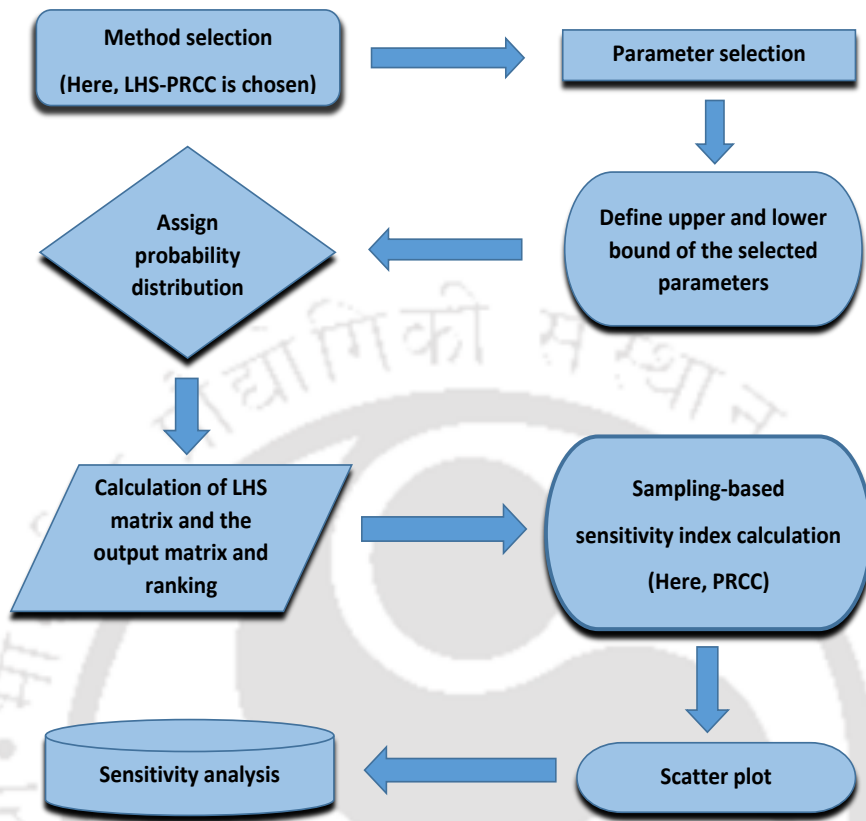 Method selection
(Here, LHS-PRCC is chosen)
Parameter selection
Define upper and lower
bound of the selected
parameters
Assign
probability
distribution
Calculation of LHS
matrix and the
output matrix and
ranking
Sampling-based
sensitivity index calculation
(Here, PRCC)
Scatter plot
Sensitivity analysis